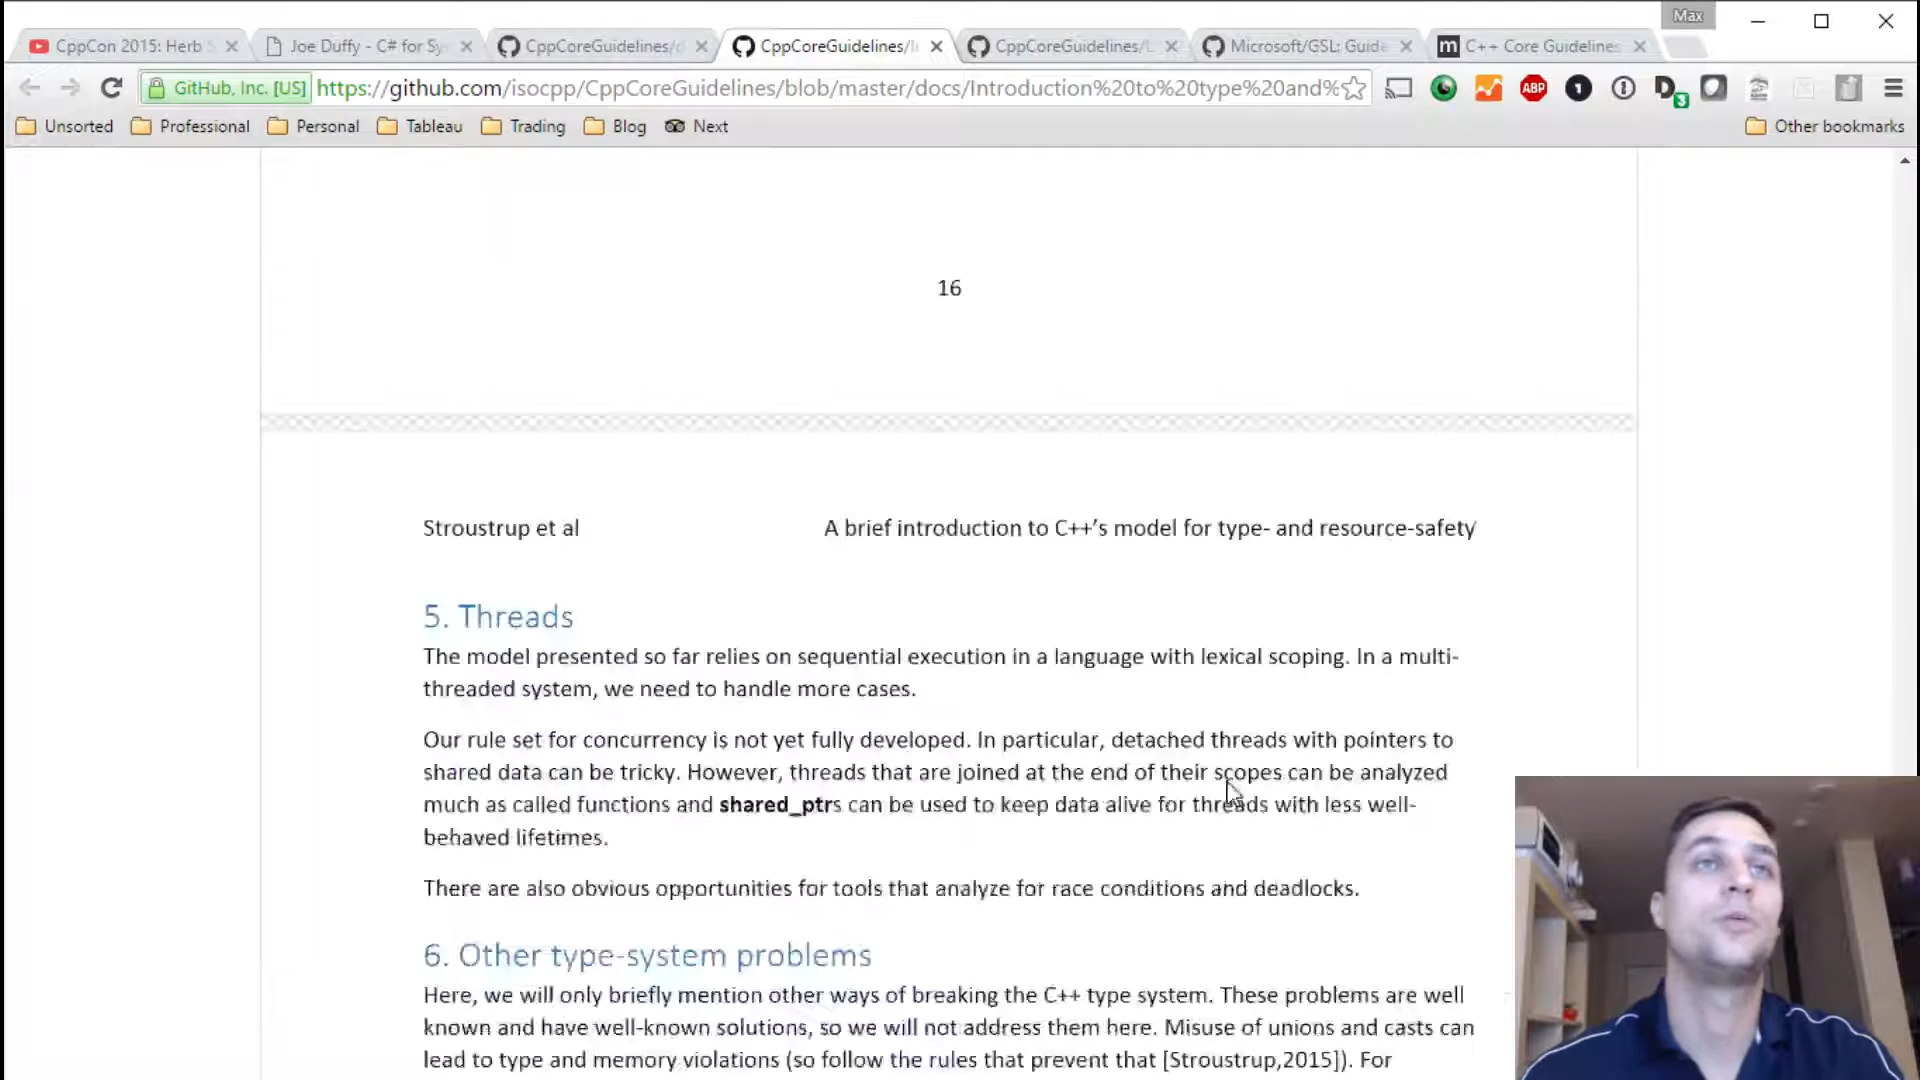 Max
CppCon 2015: Herb S
Joe Duffy - C# for Sy
CppCoreGuidelines/d
CppCoreGuidelines/I
CppCoreGuidelines/L
Microsoft/GSL: Guide
C++ Core Guidelines
GitHub, Inc. [US]
https://github.com/isocpp/CppCoreGuidelines/blob/master/docs/Introduction%20to%20type%20and%
ABP
3
Unsorted
Professional
Personal
Tableau
Trading
Blog
Next
Other bookmarks
16
Stroustrup et al
A brief introduction to C++’s model for type- and resource-safety
5. Threads
The model presented so far relies on sequential execution in a language with lexical scoping. In a multi-
threaded system, we need to handle more cases.
Our rule set for concurrency is not yet fully developed. In particular, detached threads with pointers to
shared data can be tricky. However, threads that are joined at the end of their scopes can be analyzed
much as called functions and shared_ptrs can be used to keep data alive for threads with less well-
behaved lifetimes.
There are also obvious opportunities for tools that analyze for race conditions and deadlocks.
6. Other type-system problems
Here, we will only briefly mention other ways of breaking the C++ type system. These problems are well
known and have well-known solutions, so we will not address them here. Misuse of unions and casts can
lead to type and memory violations (so follow the rules that prevent that [Stroustrup,2015]). For